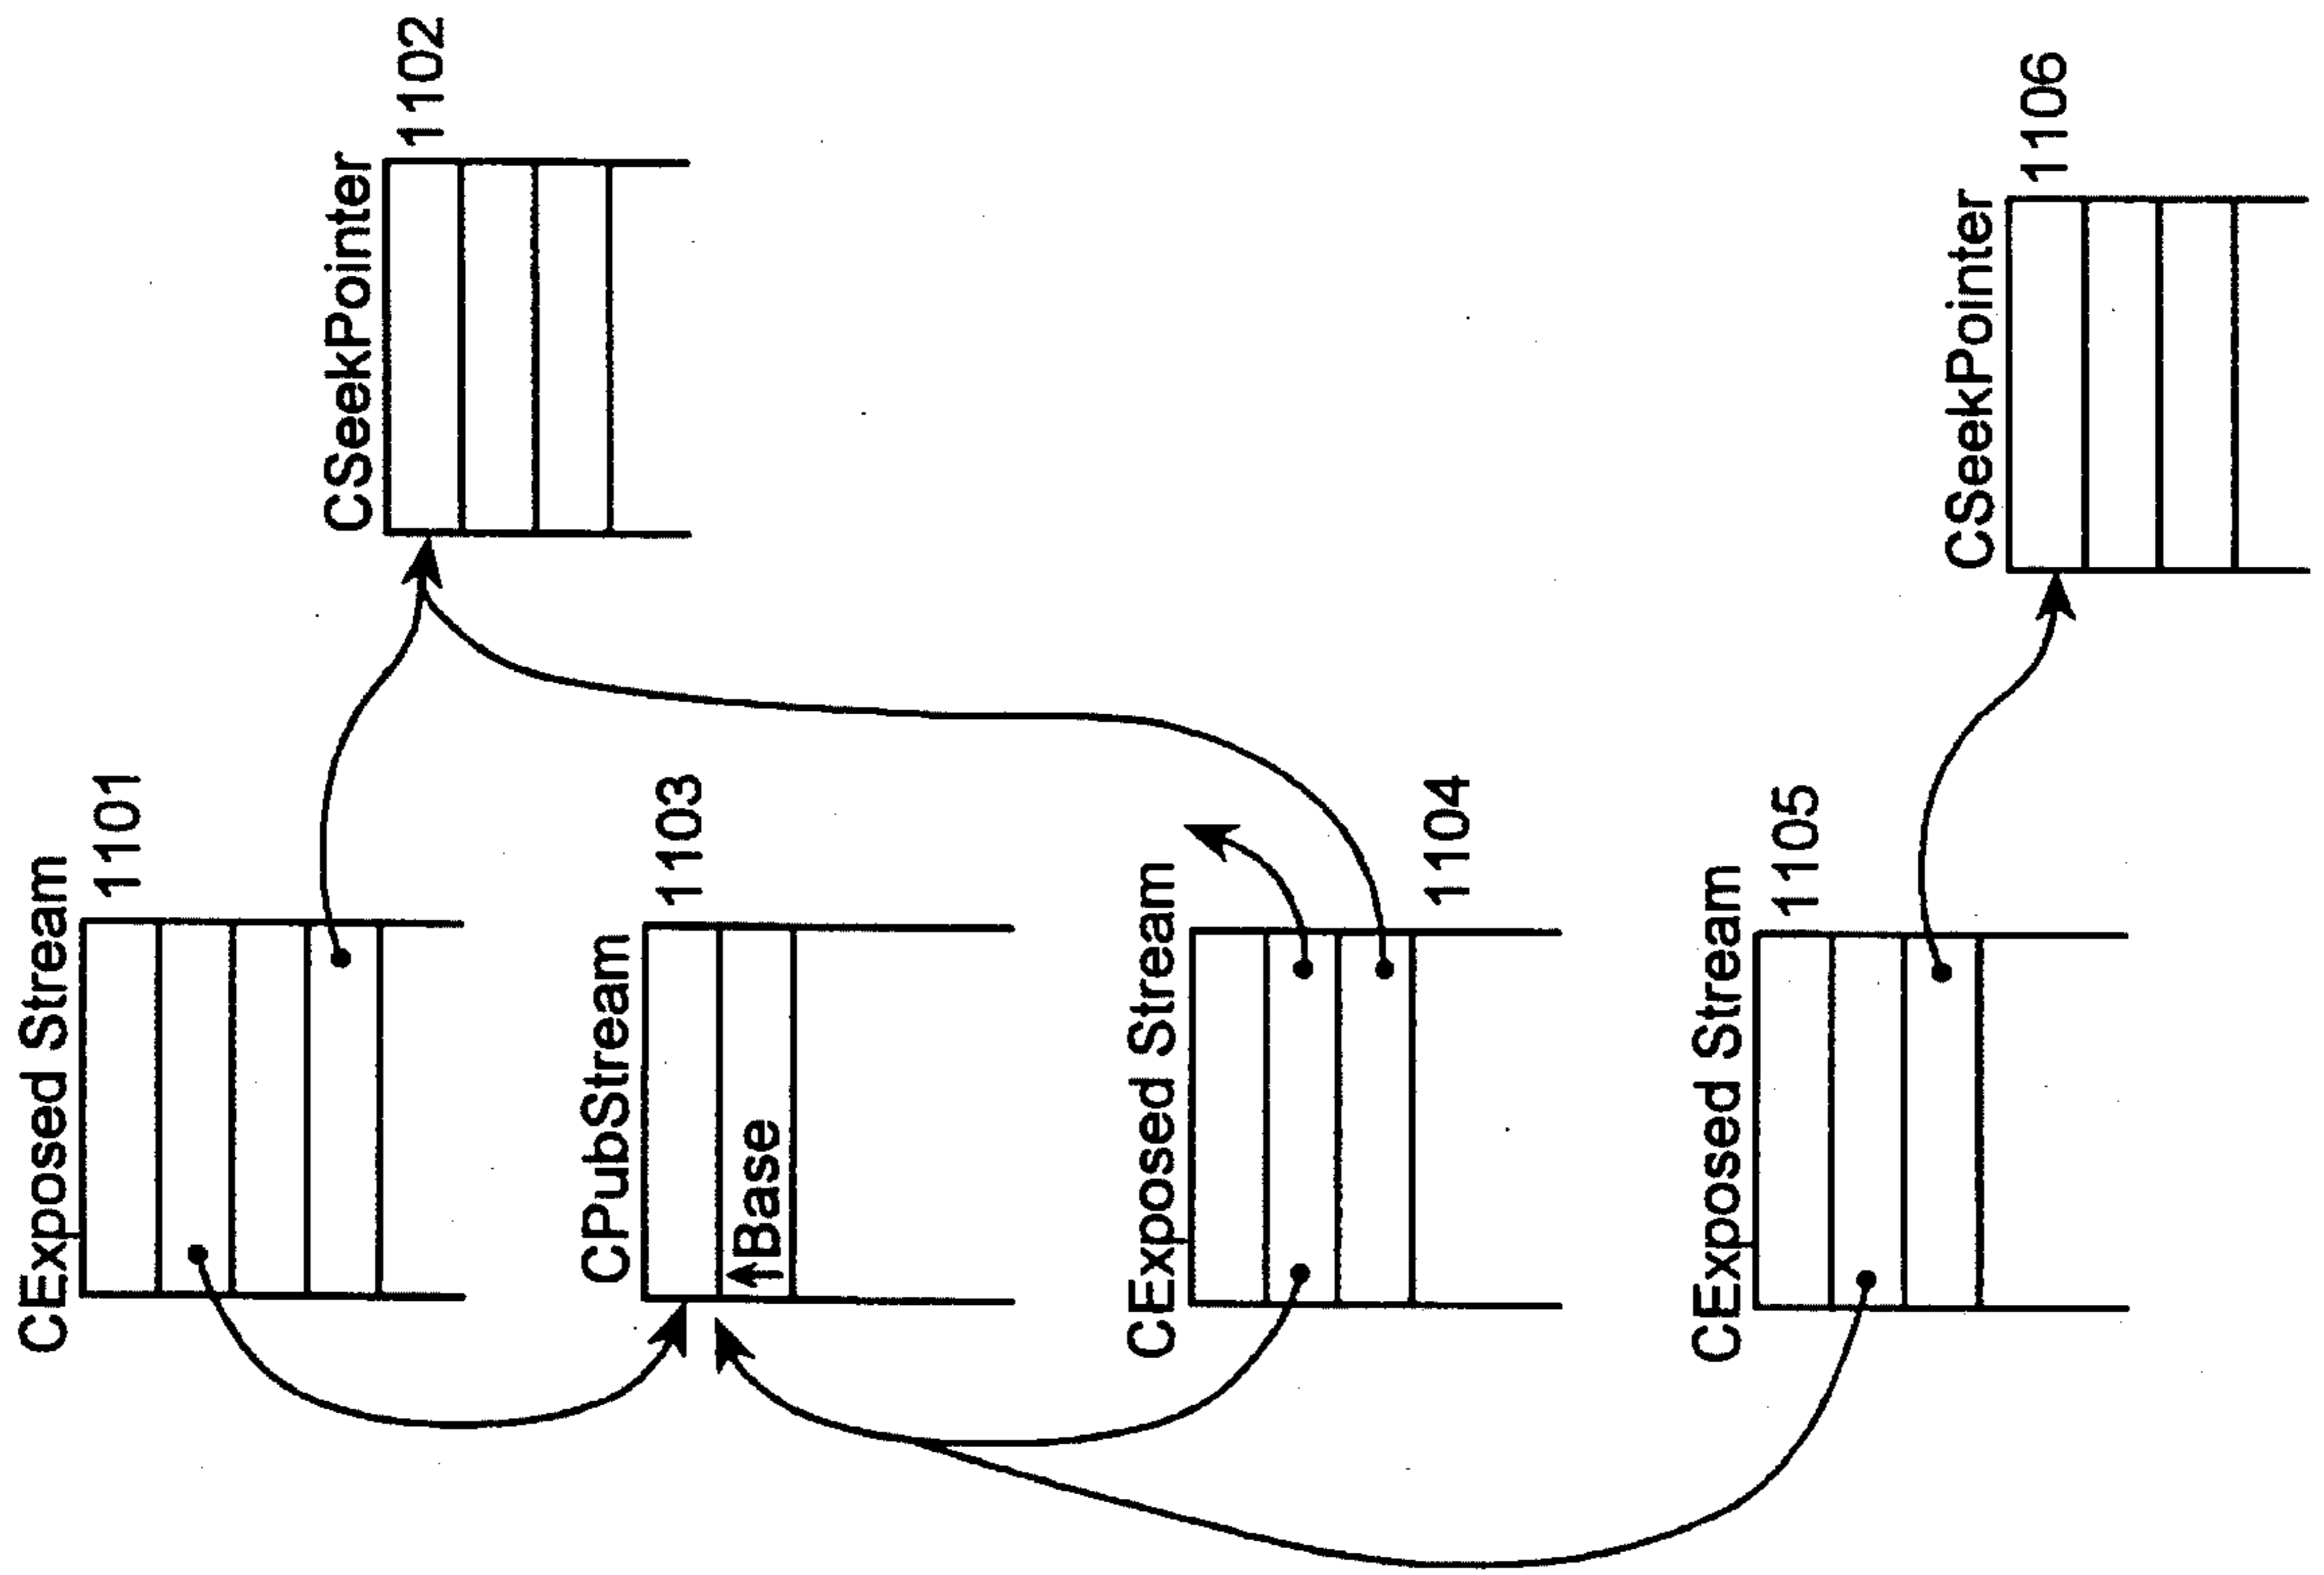 CExposed Stream
1101
CSeekPointer
1102
CPubStream
1103
↑Base
CExposed Stream
1104
CExposed Stream
1105
CSeekPointer
1106